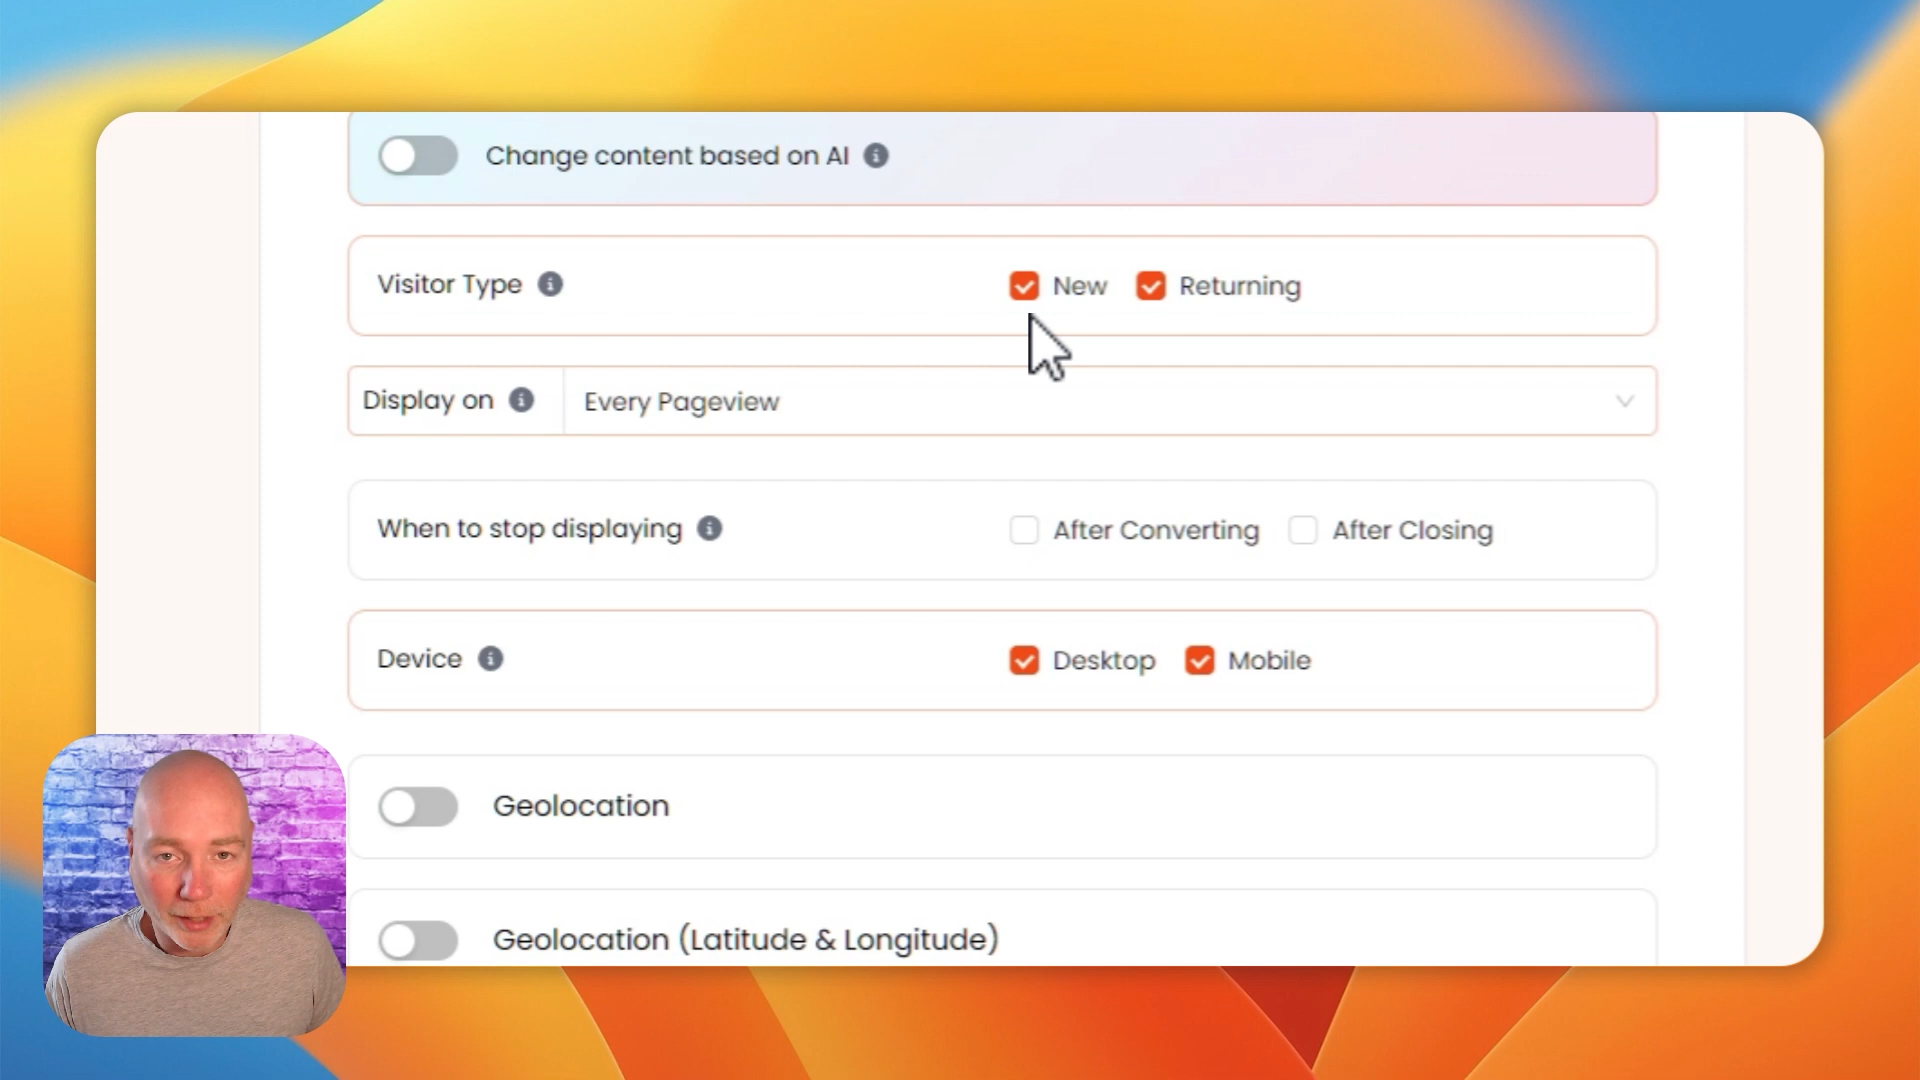 Change content based on AI
Visitor Type
New
Returning
Display on
Every Pageview
When to stop displaying
After Converting
After Closing
Device
Desktop
Mobile
Geolocation
Geolocation (Latitude & Longitude)